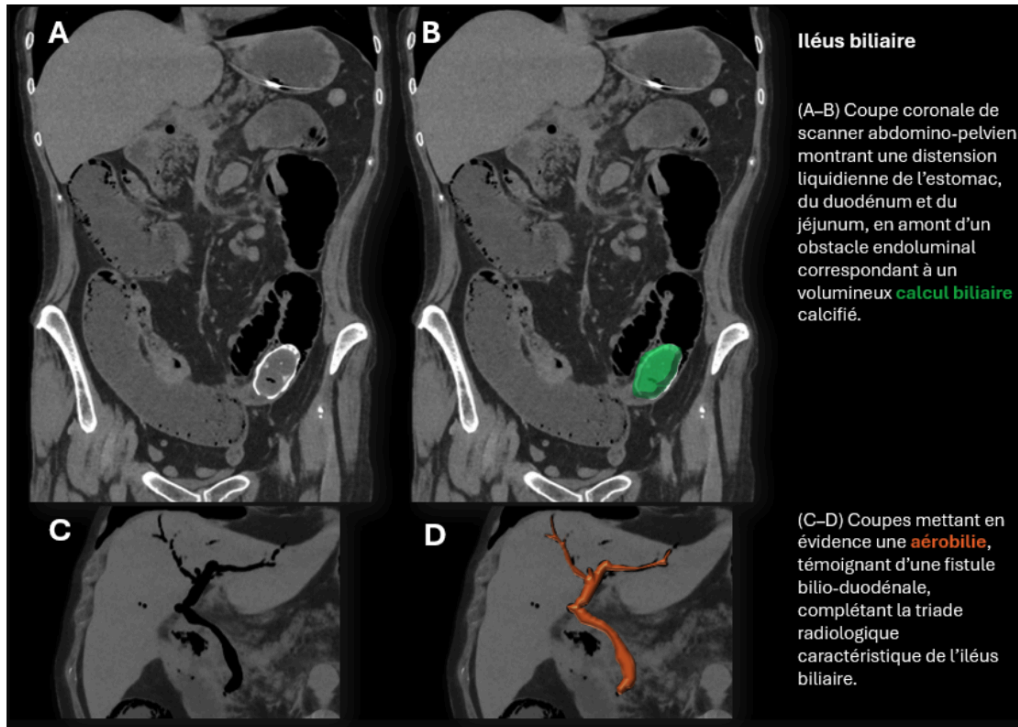 A
B
Iléus biliaire
(A–B) Coupe coronale de
scanner abdomino-pelvien
montrant une distension
liquidienne de l'estomac,
du duodénum et du
jéjunum, en amont d'un
obstacle endoluminal
correspondant à un
volumineux calcul biliaire
calcifié.
C
D
(C–D) Coupes mettant en
évidence une aérobilie,
témoignant d'une fistule
bilio-duodénale,
complétant la triade
radiologique
caractéristique de l'iléus
biliaire.